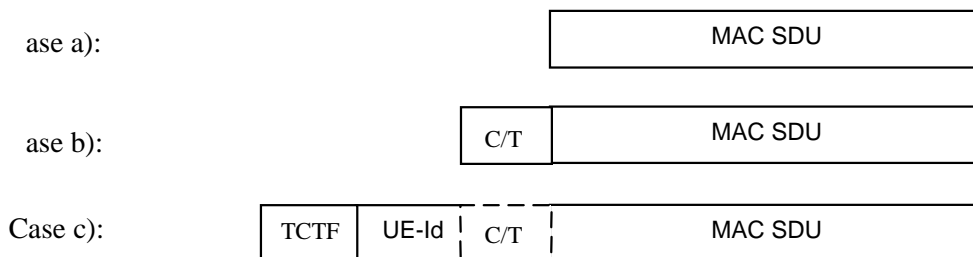 ase a): MAC SDU
ase b): C/T MAC SDU
Case c): TCTF UE-Id C/T MAC SDU